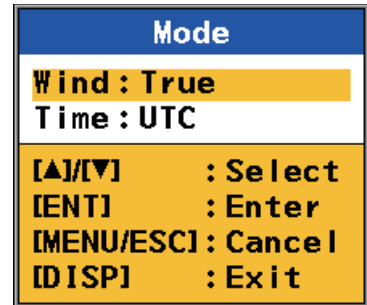 Mode
Wind:True
Time:UTC
[▲]/[▼] :Select
[ENT] :Enter
[MENU/ESC]:Cancel
[DISP] :Exit